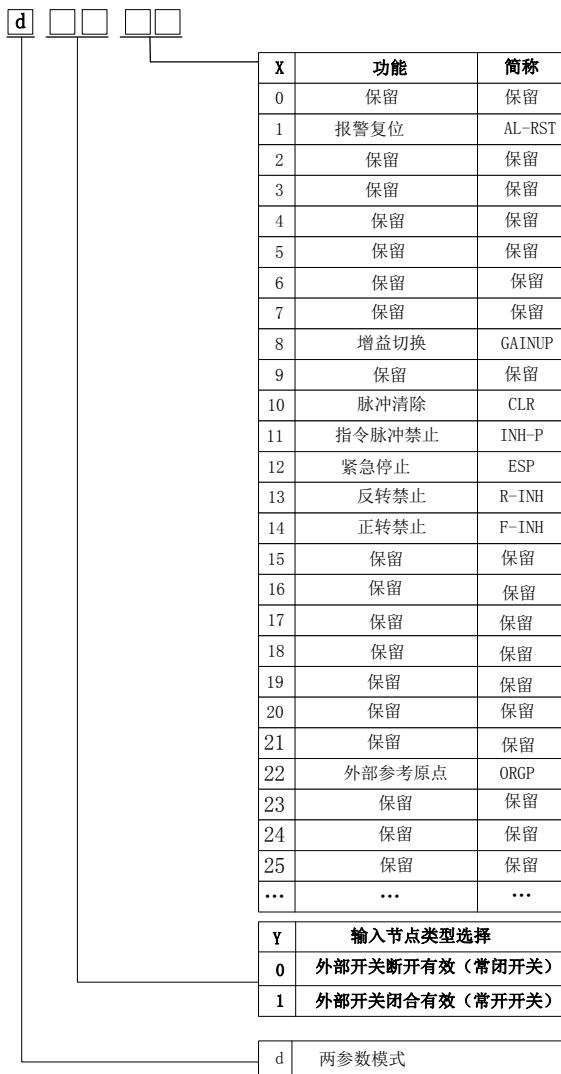 d
X 功能 简称
0 保留 保留
1 报警复位 AL-RST
2 保留 保留
3 保留 保留
4 保留 保留
5 保留 保留
6 保留 保留
7 保留 保留
8 增益切换 GAINUP
9 保留 保留
10 脉冲清除 CLR
11 指令脉冲禁止 INH-P
12 紧急停止 ESP
13 反转禁止 R-INH
14 正转禁止 F-INH
15 保留 保留
16 保留 保留
17 保留 保留
18 保留 保留
19 保留 保留
20 保留 保留
21 保留 保留
22 外部参考原点 ORGP
23 保留 保留
24 保留 保留
25 保留 保留
… … …
Y 输入节点类型选择
0 外部开关断开有效（常闭开关）
1 外部开关闭合有效（常开开关）
d 两参数模式